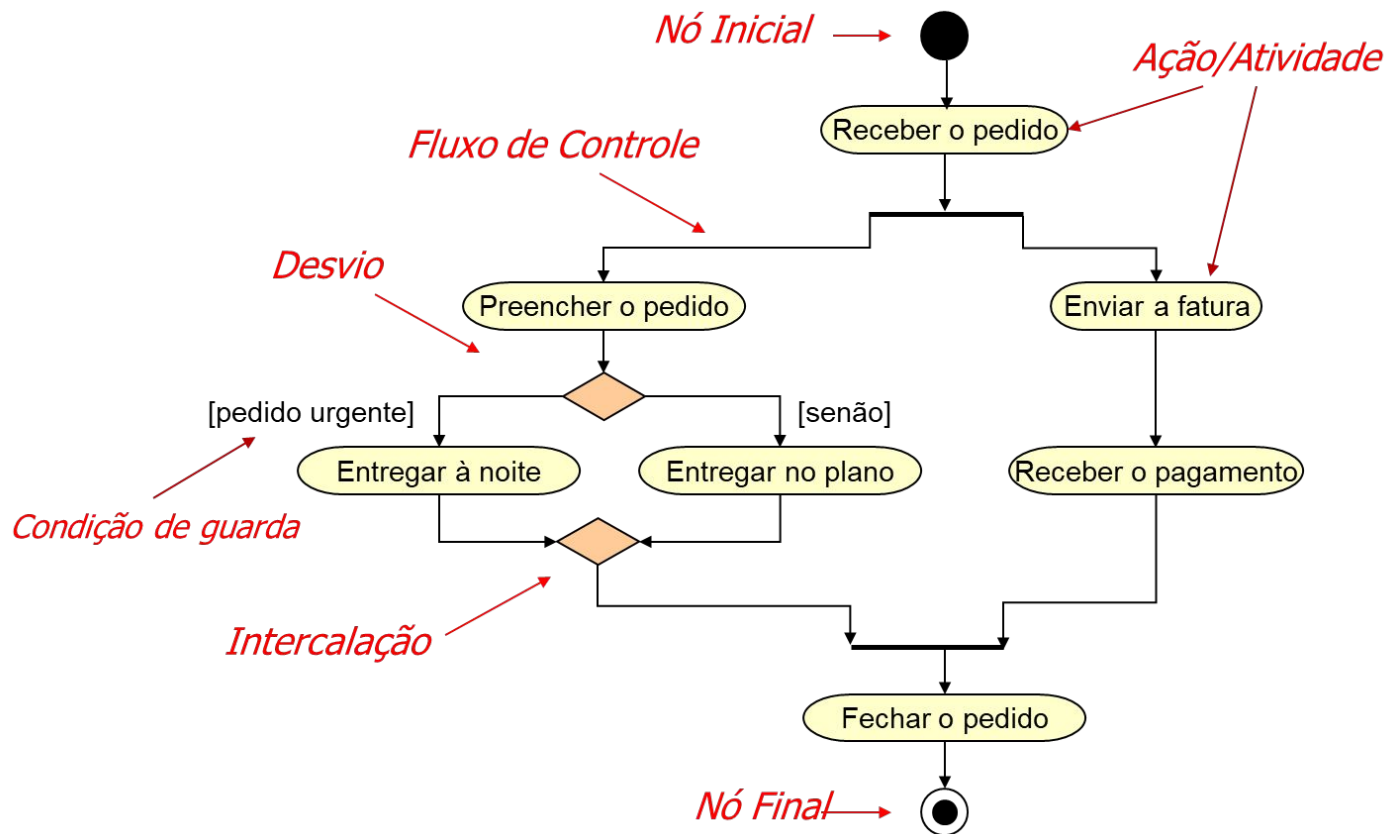 Nó Inicial
Ação/Atividade
Receber o pedido
Fluxo de Controle
Desvio
Preencher o pedido
Enviar a fatura
[pedido urgente]
[senão]
Entregar à noite
Entregar no plano
Receber o pagamento
Condição de guarda
Intercalação
Fechar o pedido
Nó Final